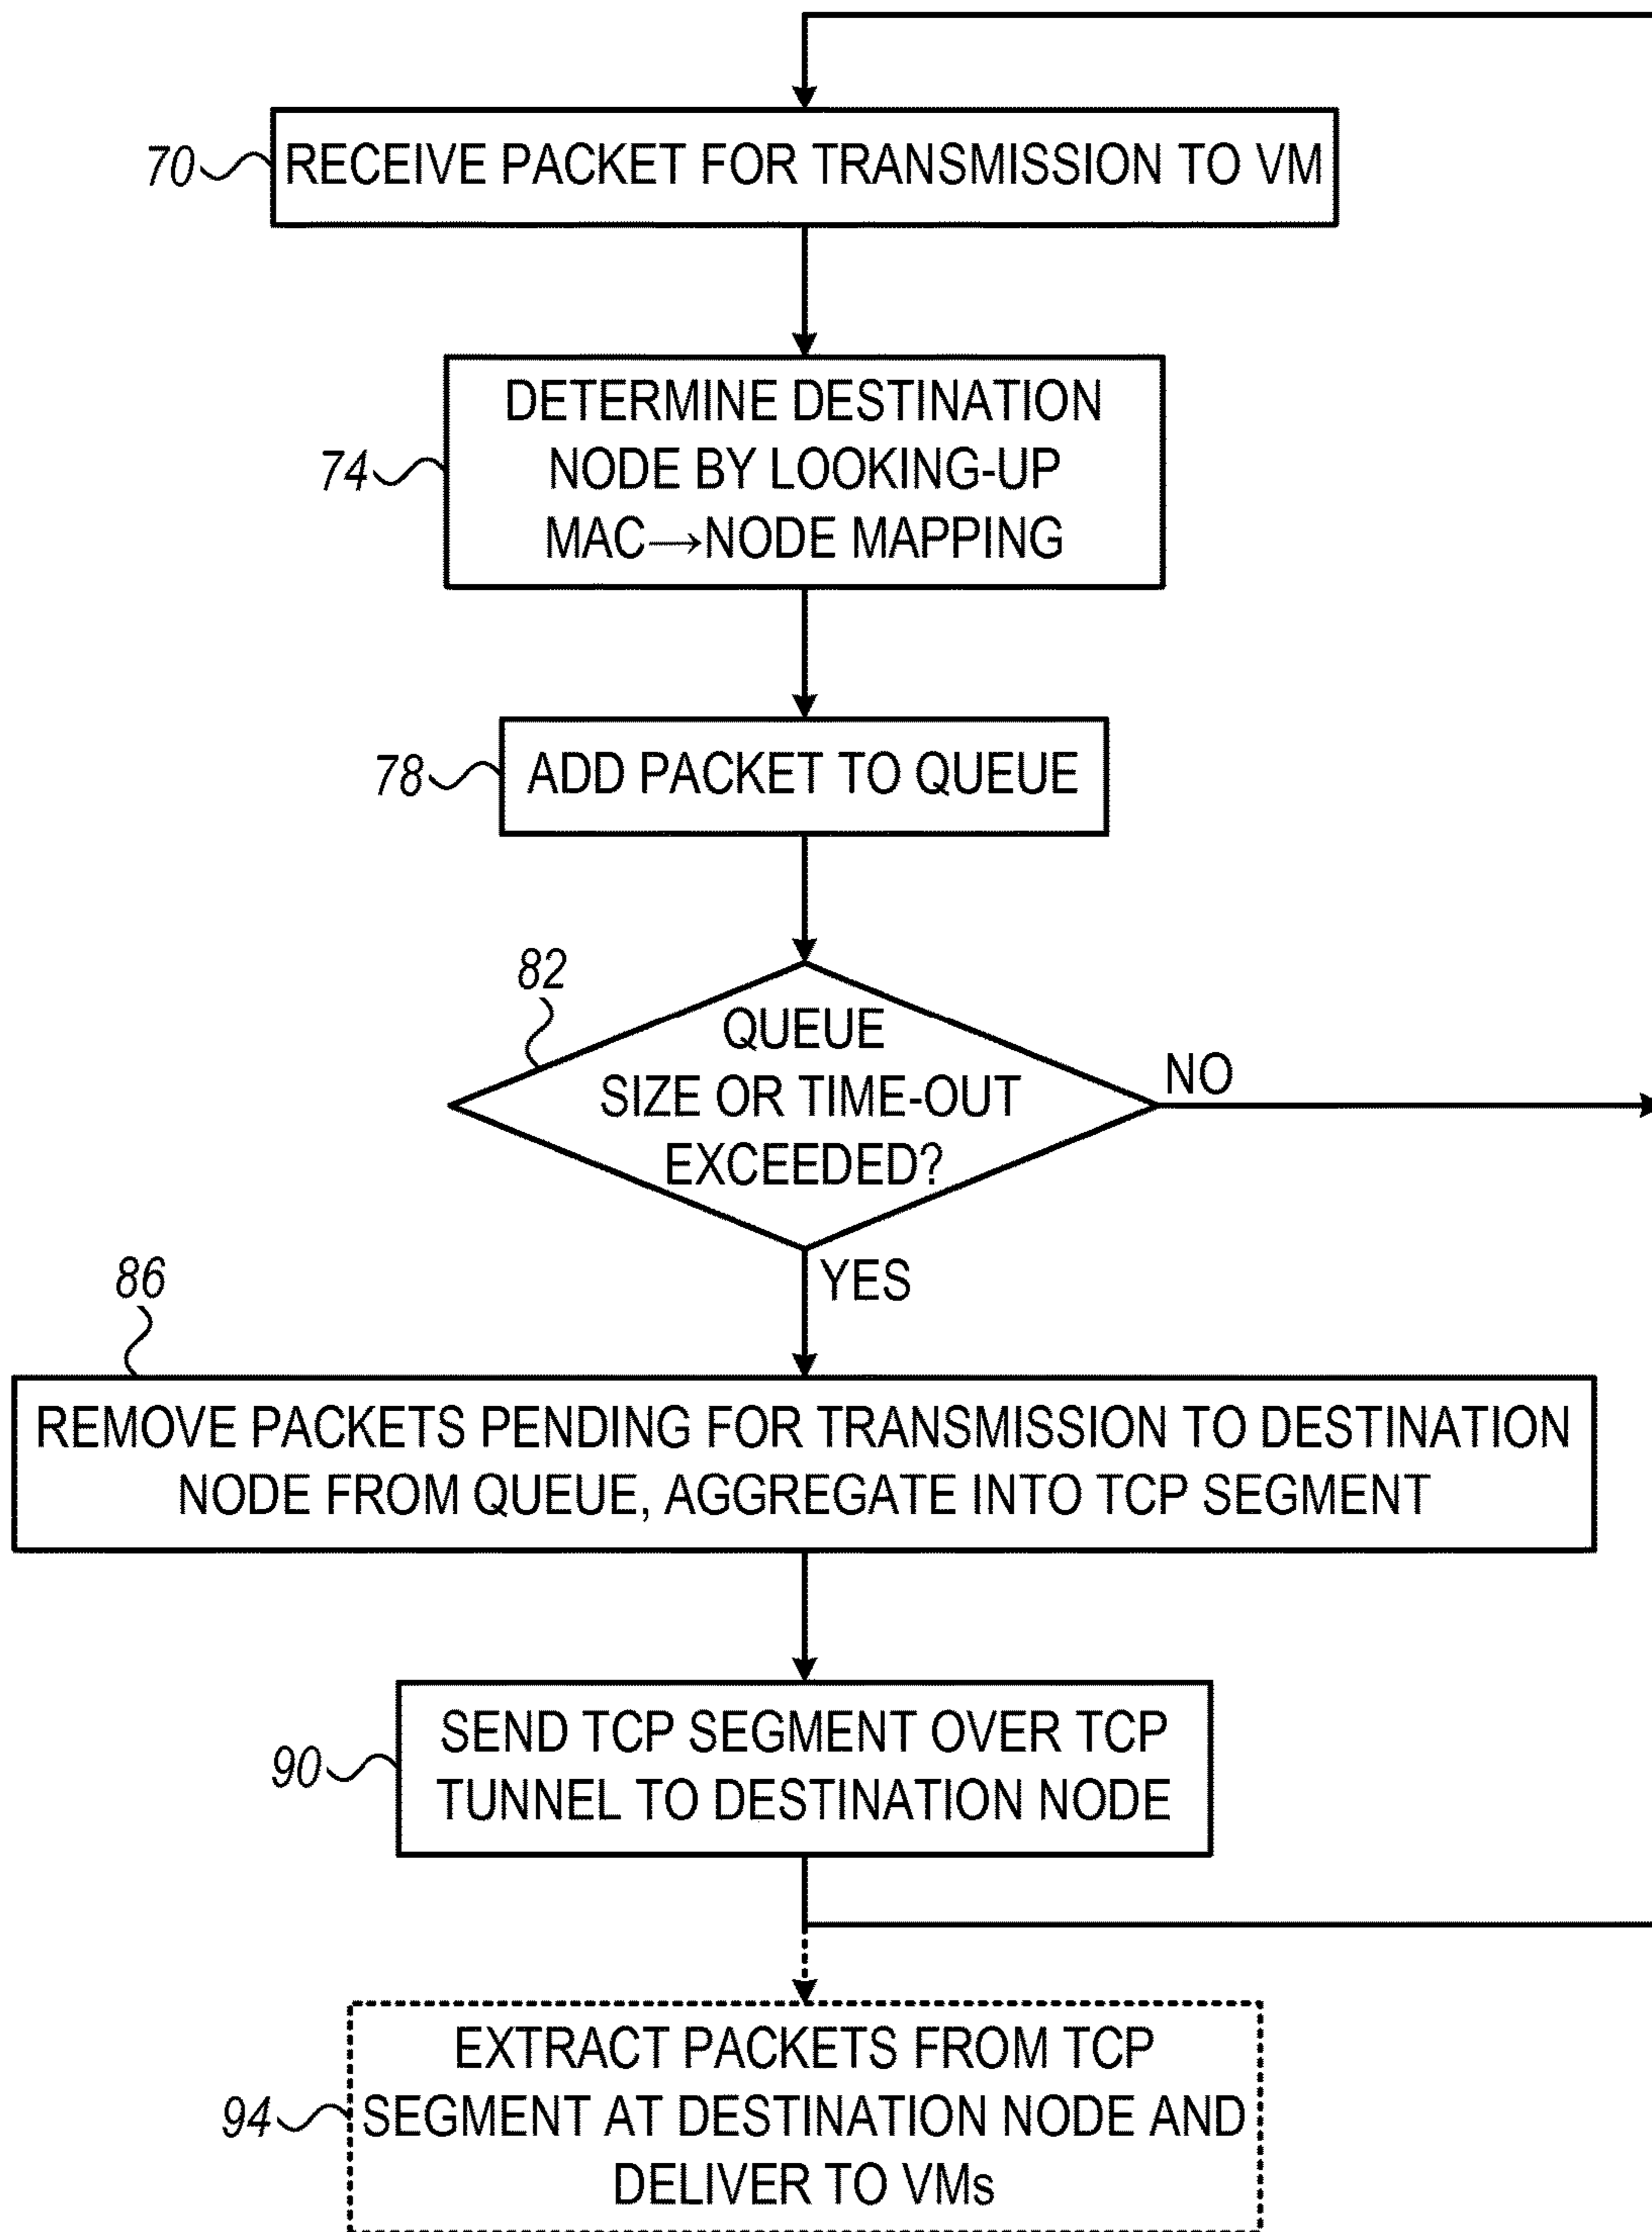 70
RECEIVE PACKET FOR TRANSMISSION TO VM
74
DETERMINE DESTINATION
NODE BY LOOKING-UP
MAC→NODE MAPPING
78
ADD PACKET TO QUEUE
82
QUEUE
SIZE OR TIME-OUT
EXCEEDED?
NO
YES
86
REMOVE PACKETS PENDING FOR TRANSMISSION TO DESTINATION
NODE FROM QUEUE, AGGREGATE INTO TCP SEGMENT
90
SEND TCP SEGMENT OVER TCP
TUNNEL TO DESTINATION NODE
94
EXTRACT PACKETS FROM TCP
SEGMENT AT DESTINATION NODE AND
DELIVER TO VMs